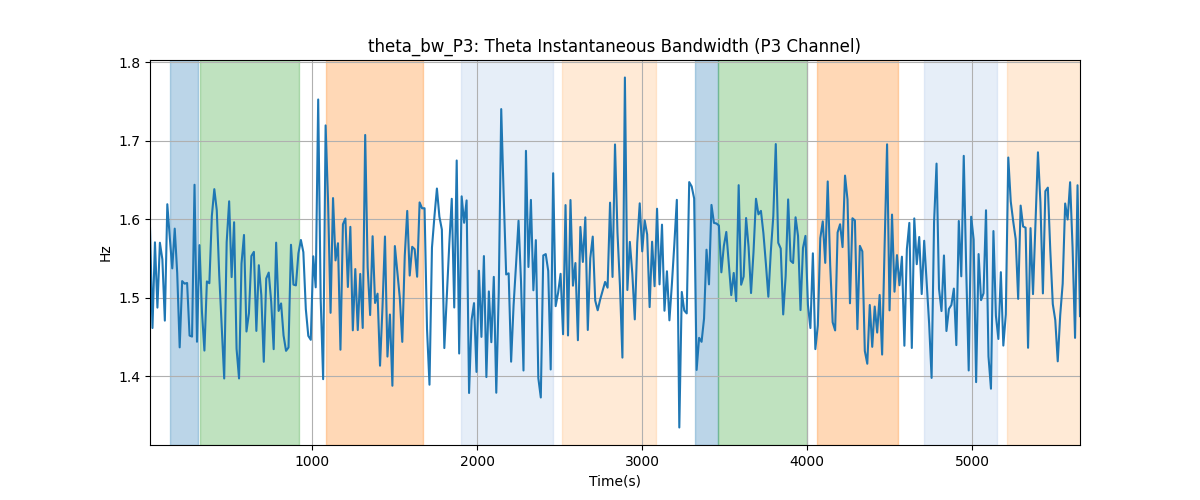 theta_bw_P3: Theta Instantaneous Bandwidth (P3 Channel)
1.8
1.7
1.6
1.5
1.4
Hz
1000 2000 3000 4000 5000
Time(s)